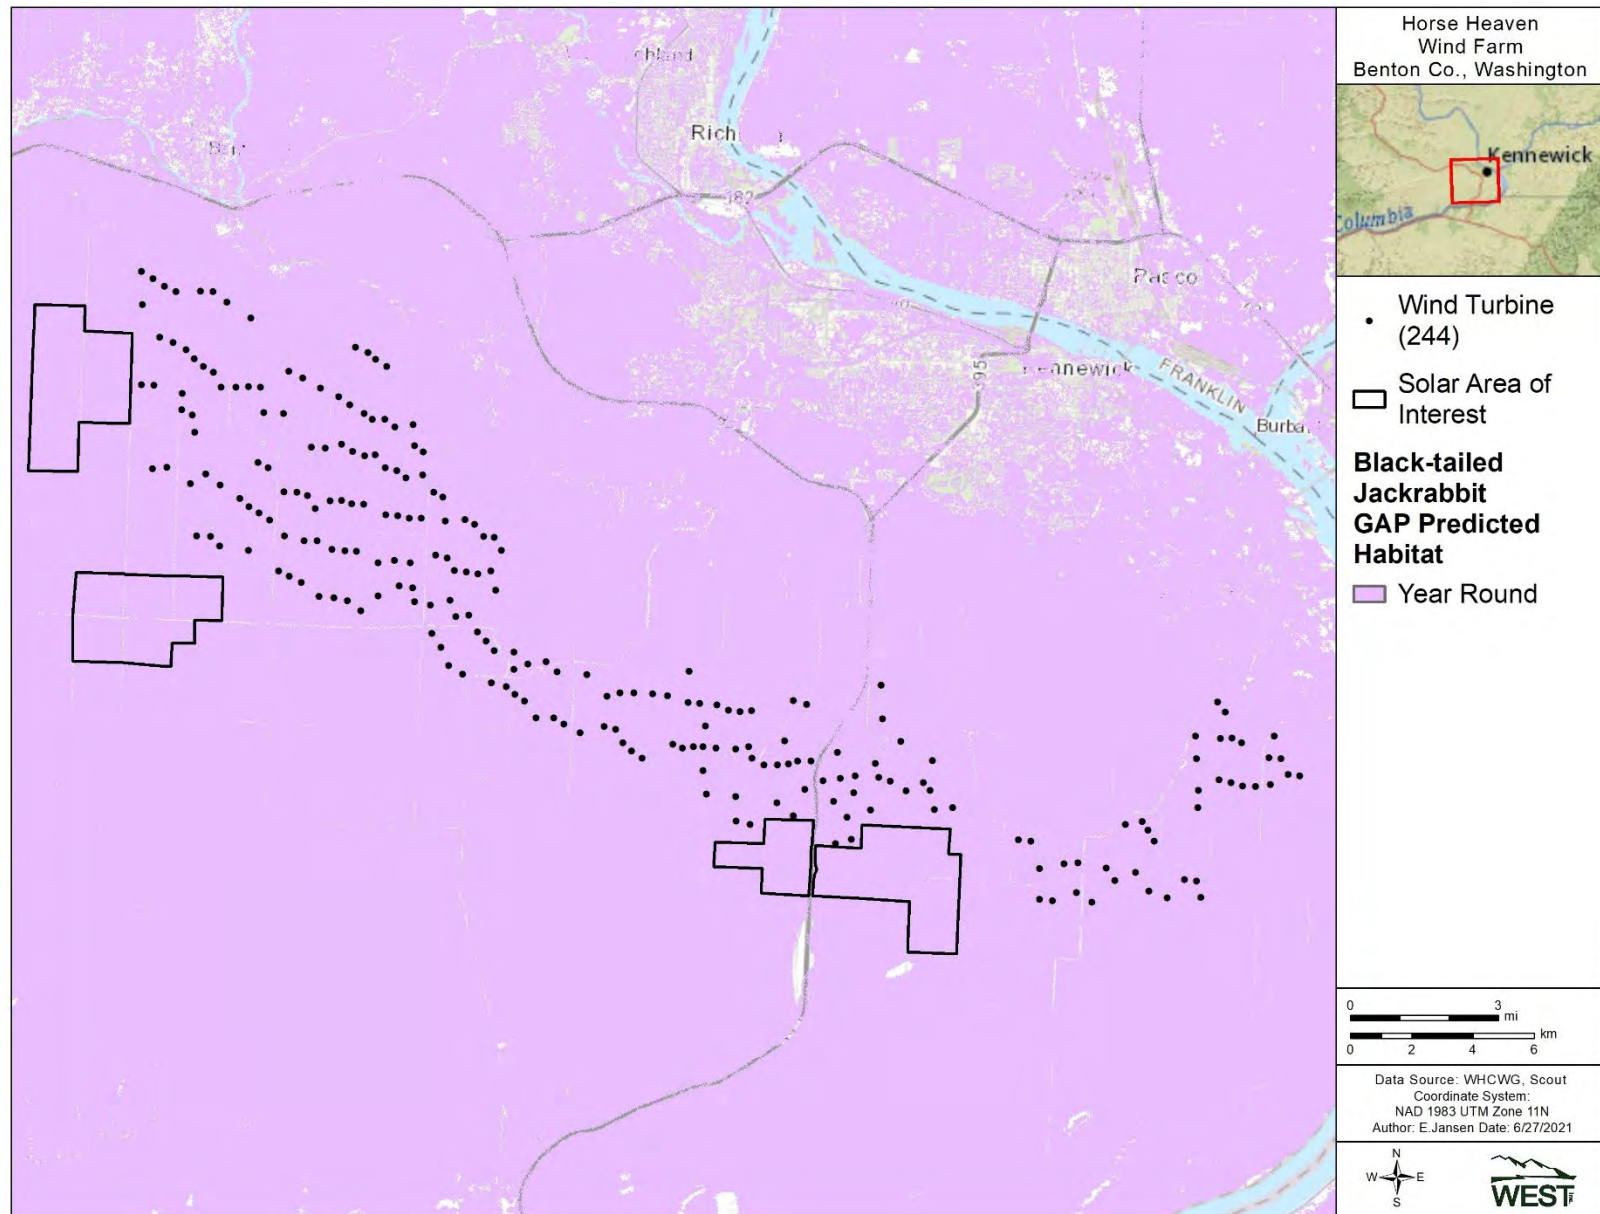 Horse Heaven
Wind Farm
Benton Co., Washington
Kennewick
Columbia
Wind Turbine
(244)
Solar Area of
Interest
Black-tailed
Jackrabbit
GAP Predicted
Habitat
Year Round
0 3
mi
km
0 2 4 6
Data Source: WHCWG, Scout
Coordinate System:
NAD 1983 UTM Zone 11N
Author: E.Jansen Date: 6/27/2021
N
W E
S
WEST
Rich
Pasco
395
FRANKLIN